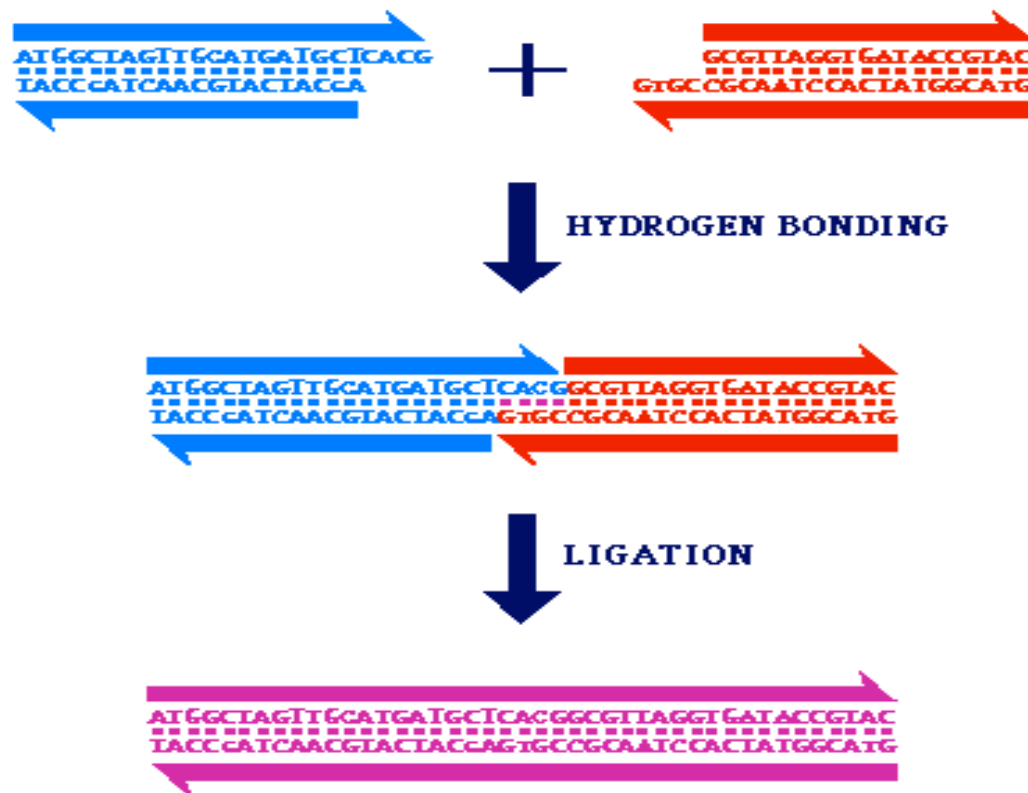 ATGGCTAGTTGCATGATGCTCACG + GCGTTAGGTGATACCGTAC
TACCGATCAACGTACTACGA GTGCCGCAATCCACTATGGCATG
HYDROGEN BONDING
ATGGCTAGTTGCATGATGCTCACGGCGTTAGGTGATACCGTAC
TACCGATCAACGTACTACGAGTGCCGCAATCCACTATGGCATG
LIGATION
ATGGCTAGTTGCATGATGCTCACGGCGTTAGGTGATACCGTAC
TACCGATCAACGTACTACGAGTGCCGCAATCCACTATGGCATG